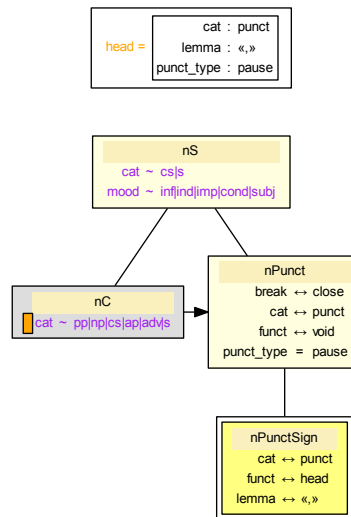 cat : punct
head = lemma : «,»
punct_type : pause
nS
cat ~ cs|s
mood ~ inf|ind|imp|cond|subj
nC
cat ~ pp|np|cs|ap|adv|s
nPunct
break ↔ close
cat ↔ punct
funct ↔ void
punct_type = pause
nPunctSign
cat ↔ punct
funct ↔ head
lemma ↔ «,»